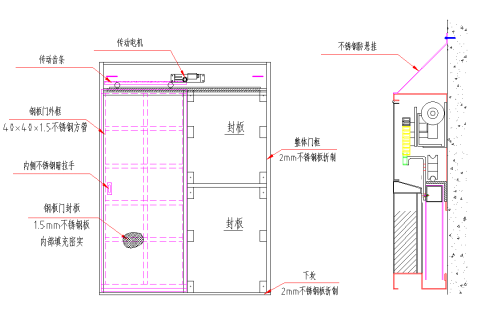 传动电机
传动齿条
不锈钢斜悬挂
钢板门外框
40×40×1.5不锈钢方管
封板
整体门框
2mm不锈钢板折制
内侧不锈钢暗拉手
钢板门封板
1.5mm不锈钢板
内部填充密实
封板
下坎
2mm不锈钢板折制